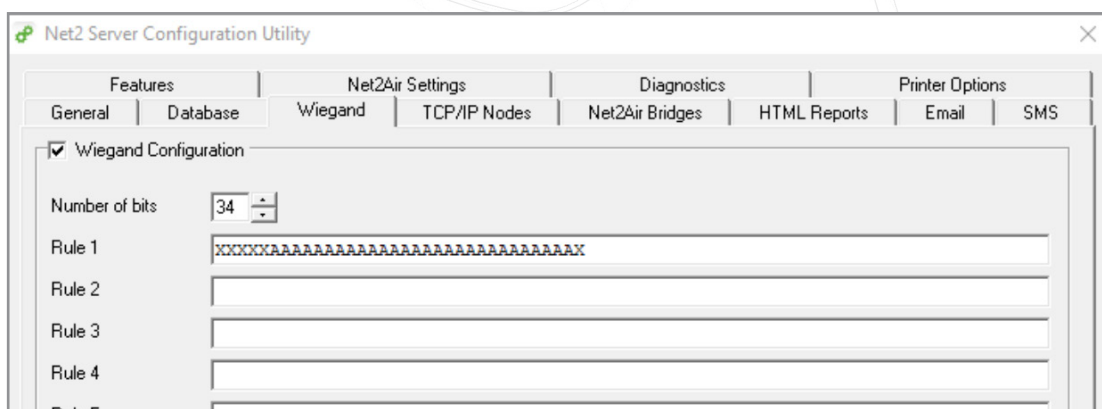 Net2 Server Configuration Utility
Features Net2Air Settings Diagnostics Printer Options
General Database Wiegand TCP/IP Nodes Net2Air Bridges HTML Reports Email SMS
Wiegand Configuration
Number of bits 34
Rule 1 XXXXXAAAAAAAAAAAAAAAAAAAAAAAAAAAAX
Rule 2
Rule 3
Rule 4